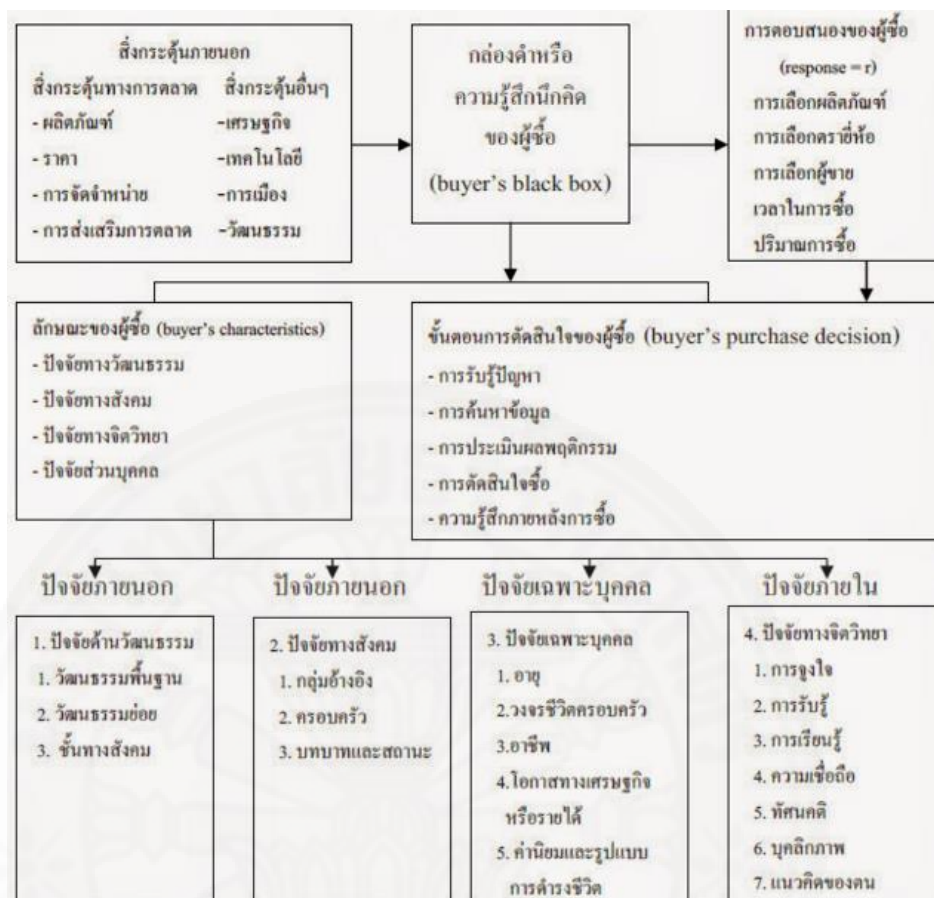 สิ่งกระตุ้นภายนอก
สิ่งกระตุ้นทางการตลาด สิ่งกระตุ้นอื่นๆ
- ผลิตภัณฑ์ -เศรษฐกิจ
- ราคา -เทคโนโลยี
- การจัดจำหน่าย -การเมือง
- การส่งเสริมการตลาด -วัฒนธรรม
กล่องดำหรือ
ความรู้สึกนึกคิด
ของผู้ซื้อ
(buyer's black box)
การตอบสนองของผู้ซื้อ
(response = r)
การเลือกผลิตภัณฑ์
การเลือกตรายี่ห้อ
การเลือกผู้ขาย
เวลาในการซื้อ
ปริมาณการซื้อ
ลักษณะของผู้ซื้อ (buyer's characteristics)
- ปัจจัยทางวัฒนธรรม
- ปัจจัยทางสังคม
- ปัจจัยทางจิตวิทยา
- ปัจจัยส่วนบุคคล
ขั้นตอนการตัดสินใจของผู้ซื้อ (buyer's purchase decision)
- การรับรู้ปัญหา
- การค้นหาข้อมูล
- การประเมินผลพฤติกรรม
- การตัดสินใจซื้อ
- ความรู้สึกภายหลังการซื้อ
ปัจจัยภายนอก
1. ปัจจัยด้านวัฒนธรรม
1. วัฒนธรรมพื้นฐาน
2. วัฒนธรรมย่อย
3. ชั้นทางสังคม
ปัจจัยภายนอก
2. ปัจจัยทางสังคม
1. กลุ่มอ้างอิง
2. ครอบครัว
3. บทบาทและสถานะ
ปัจจัยเฉพาะบุคคล
3. ปัจจัยเฉพาะบุคคล
1. อายุ
2.วงจรชีวิตครอบครัว
3.อาชีพ
4.โอกาสทางเศรษฐกิจ
หรือรายได้
5. ค่านิยมและรูปแบบ
การดำรงชีวิต
ปัจจัยภายใน
4. ปัจจัยทางจิตวิทยา
1. การจูงใจ
2. การรับรู้
3. การเรียนรู้
4. ความเชื่อถือ
5. ทัศนคติ
6. บุคลิกภาพ
7. แนวคิดของตน